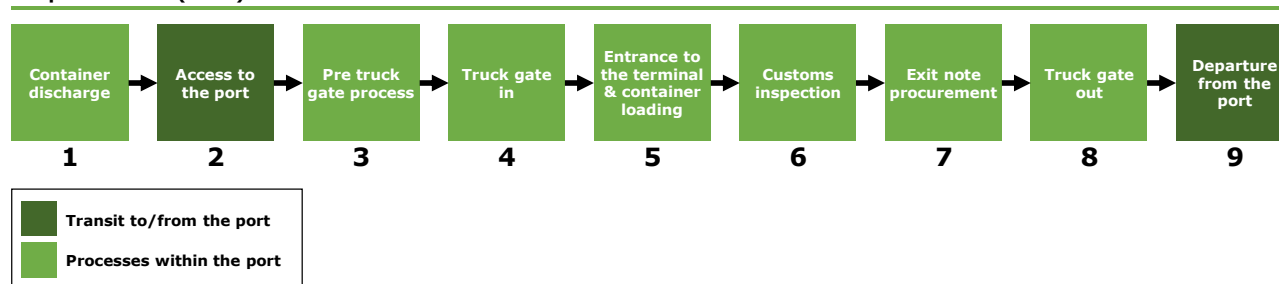 Container
discharge
Access to
the port
Pre truck
gate process
Truck gate
in
Entrance to
the terminal
& container
loading
Customs
inspection
Exit note
procurement
Truck gate
out
Departure
from the
port
1
2
3
4
5
6
7
8
9
Transit to/from the port
Processes within the port